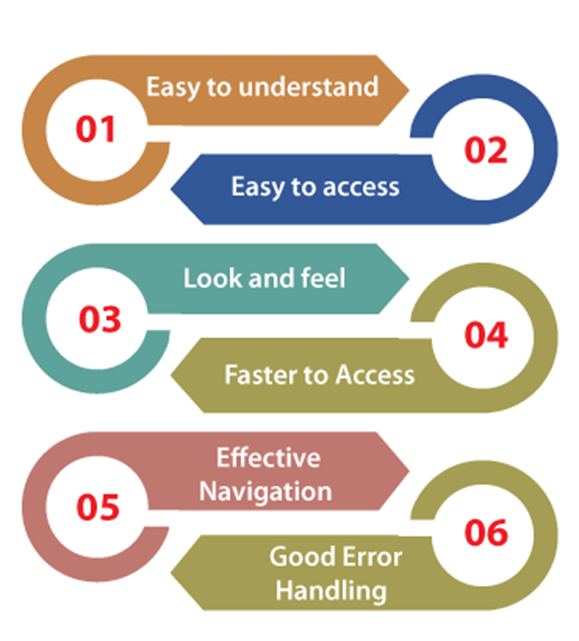 01
Easy to understand
02
Easy to access
03
Look and feel
04
Faster to Access
05
Effective
Navigation
06
Good Error
Handling